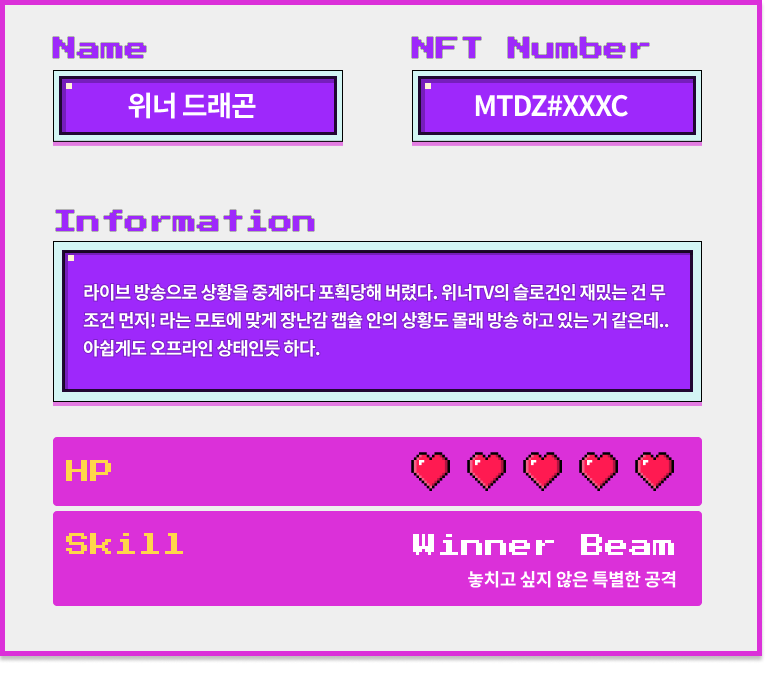 Name
위너 드래곤
NFT Number
MTDZ#XXXC
Information
라이브 방송으로 상황을 중계하다 포획당해 버렸다. 위너TV의 슬로건인 재밌는 건 무
조건 먼저! 라는 모토에 맞게 장난감 캡슐 안의 상황도 몰래 방송 하고 있는 거 같은데..
아쉽게도 오프라인 상태인듯 하다.
HP
Skill
Winner Beam
놓치고 싶지 않은 특별한 공격